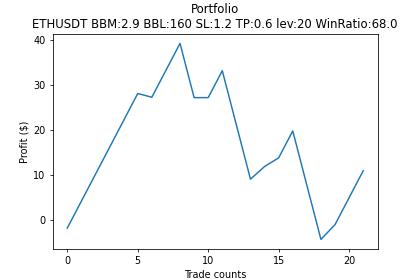 Portfolio
ETHUSDT BBM:2.9 BBL:160 SL:1.2 TP:0.6 lev:20 WinRatio:68.0
40
30
20
10
0
Profit ($)
0 5 10 15 20
Trade counts